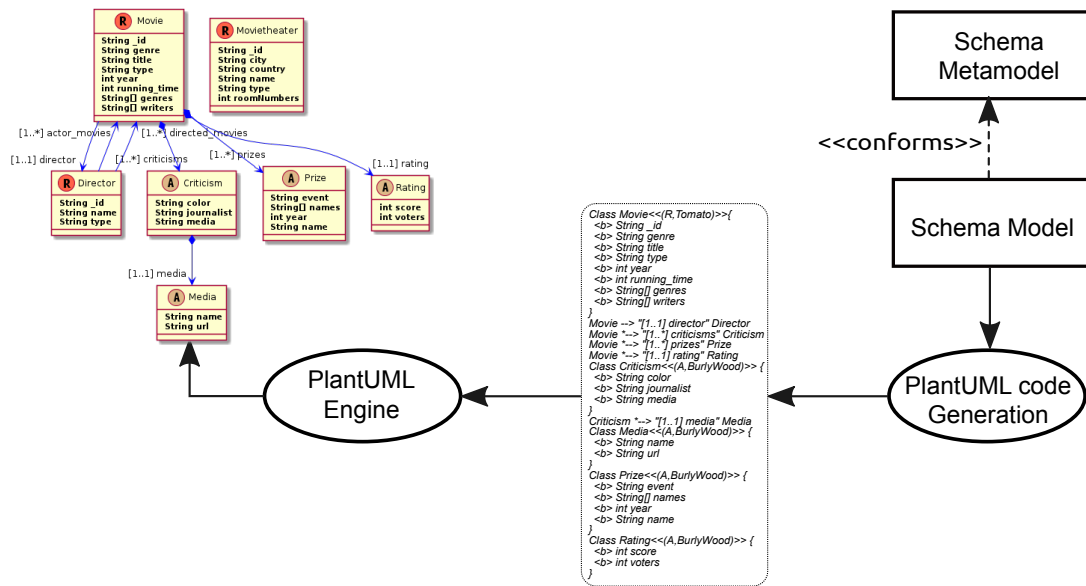 R Movie
String _id
String genre
String title
String type
int year
int running_time
String[] genres
String[] writers
R Movietheater
String _id
String city
String country
String name
String type
int roomNumbers
[1..*] actor_movies
[1..*] directed_movies
[1..1] director
[1..*] criticisms
[1..*] prizes
[1..1] rating
R Director
String _id
String name
String type
A Criticism
String color
String journalist
String media
A Prize
String event
String[] names
int year
String name
A Rating
int score
int voters
[1..1] media
A Media
String name
String url
PlantUML
Engine
Class Movie<<(R,Tomato)>>{
<b> String _id
<b> String genre
<b> String title
<b> String type
<b> int year
<b> int running_time
<b> String[] genres
<b> String[] writers
}
Movie --> "[1..1] director" Director
Movie *--> "[1..*] criticisms" Criticism
Movie *--> "[1..*] prizes" Prize
Movie *--> "[1..1] rating" Rating
Class Criticism<<(A,BurlyWood)>> {
<b> String color
<b> String journalist
<b> String media
}
Criticism *--> "[1..1] media" Media
Class Media<<(A,BurlyWood)>> {
<b> String name
<b> String url
}
Class Prize<<(A,BurlyWood)>> {
<b> String event
<b> String[] names
<b> int year
<b> String name
}
Class Rating<<(A,BurlyWood)>> {
<b> int score
<b> int voters
}
Schema
Metamodel
<<conforms>>
Schema Model
PlantUML code
Generation